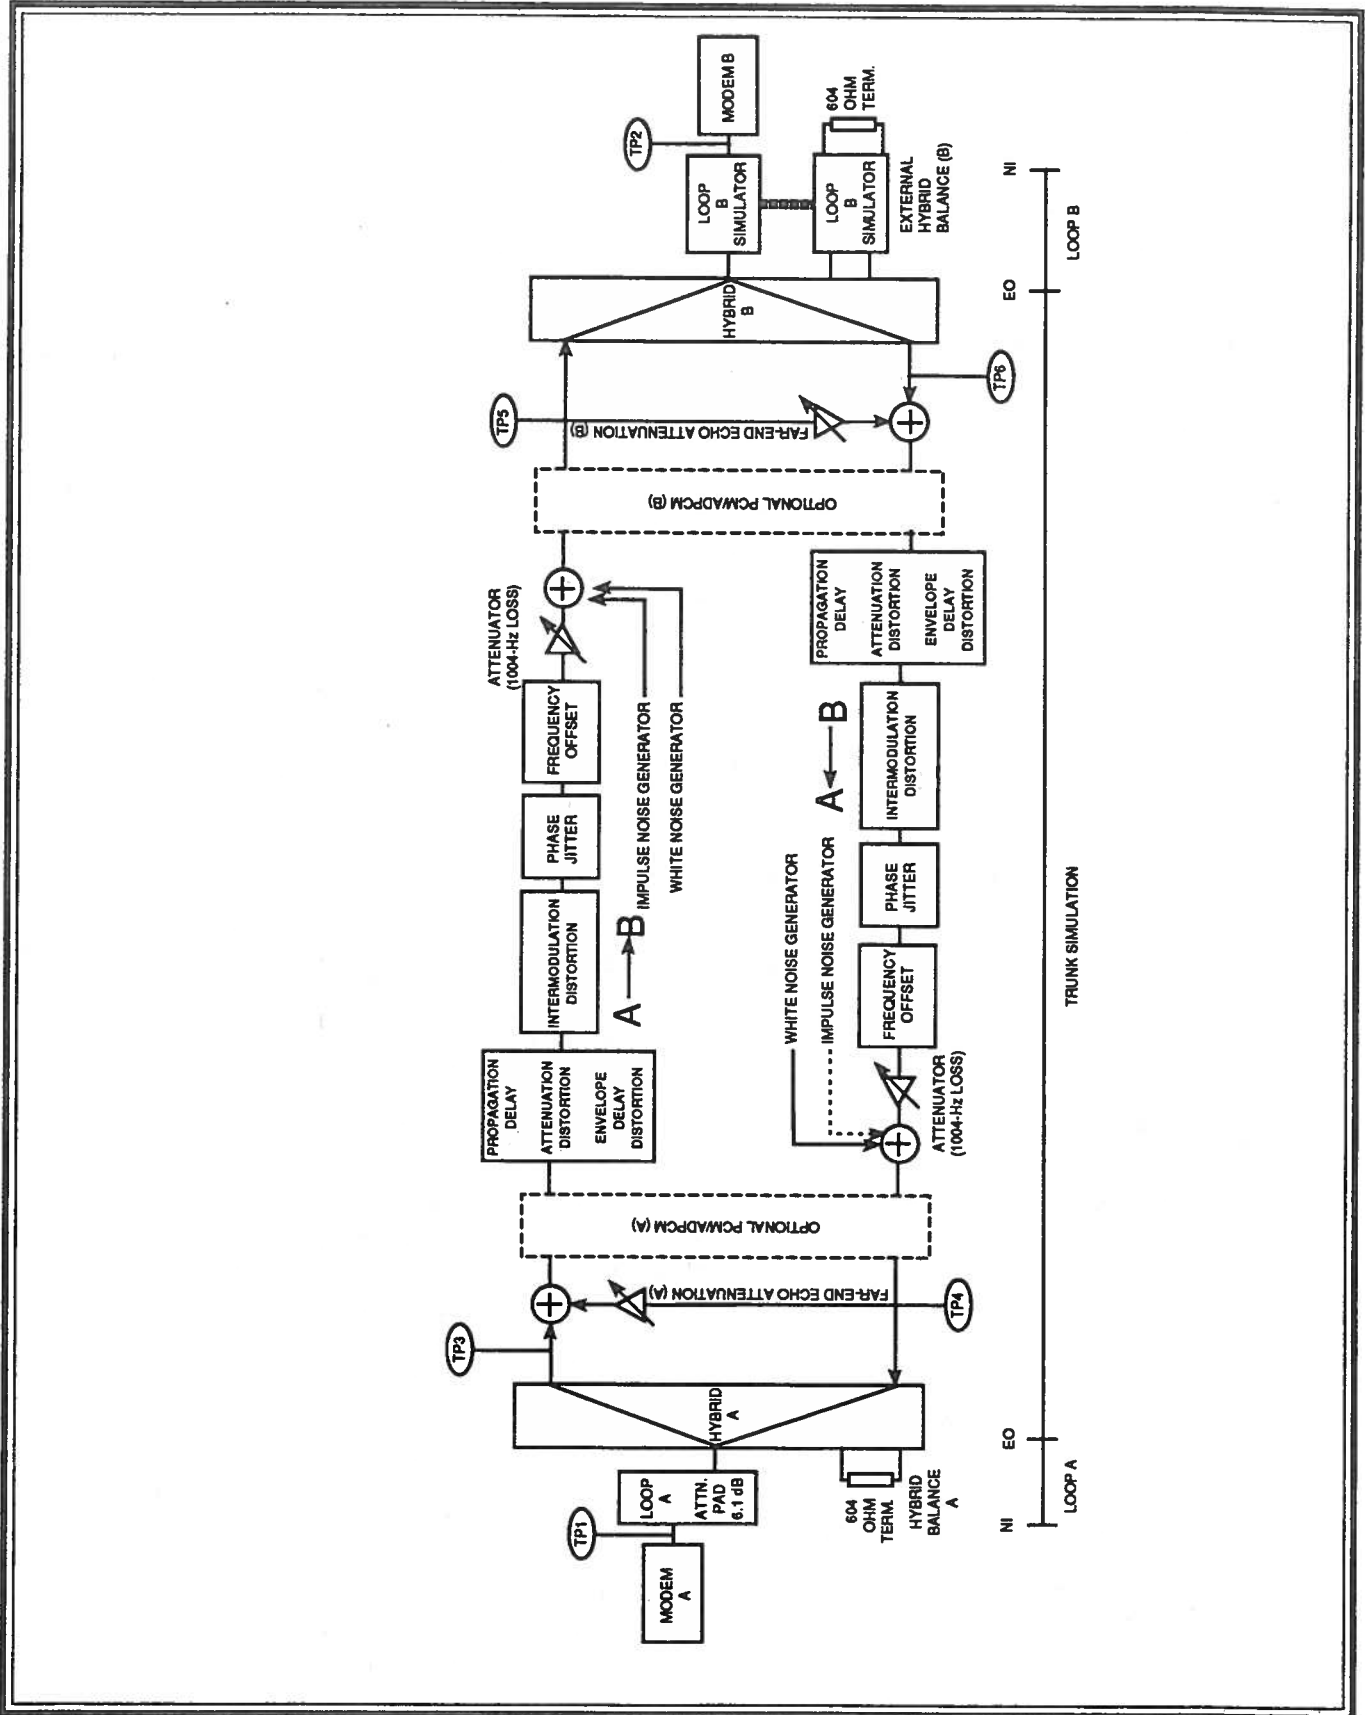 MODEM
A
TP1
LOOP
A
ATTN.
PAD
6.1 dB
604
OHM
TERM.
HYBRID
BALANCE
A
HYBRID
A
TP3
TP4
FAR-END ECHO ATTENUATION (A)
OPTIONAL PCM/ADPCM (A)
PROPAGATION
DELAY
ATTENUATION
DISTORTION
ENVELOPE
DELAY
DISTORTION
INTERMODULATION
DISTORTION
PHASE
JITTER
FREQUENCY
OFFSET
ATTENUATOR
(1004-Hz LOSS)
A
B
IMPULSE NOISE GENERATOR
WHITE NOISE GENERATOR
WHITE NOISE GENERATOR
IMPULSE NOISE GENERATOR
A
B
ATTENUATOR
(1004-Hz LOSS)
FREQUENCY
OFFSET
PHASE
JITTER
INTERMODULATION
DISTORTION
PROPAGATION
DELAY
ATTENUATION
DISTORTION
ENVELOPE
DELAY
DISTORTION
OPTIONAL PCM/ADPCM (B)
TP5
FAR-END ECHO ATTENUATION (B)
TP6
HYBRID
B
LOOP
B
SIMULATOR
TP2
MODEM B
LOOP
B
SIMULATOR
604
OHM
TERM.
EXTERNAL
HYBRID
BALANCE (B)
NI
EO
EO
NI
LOOP A
TRUNK SIMULATION
LOOP B